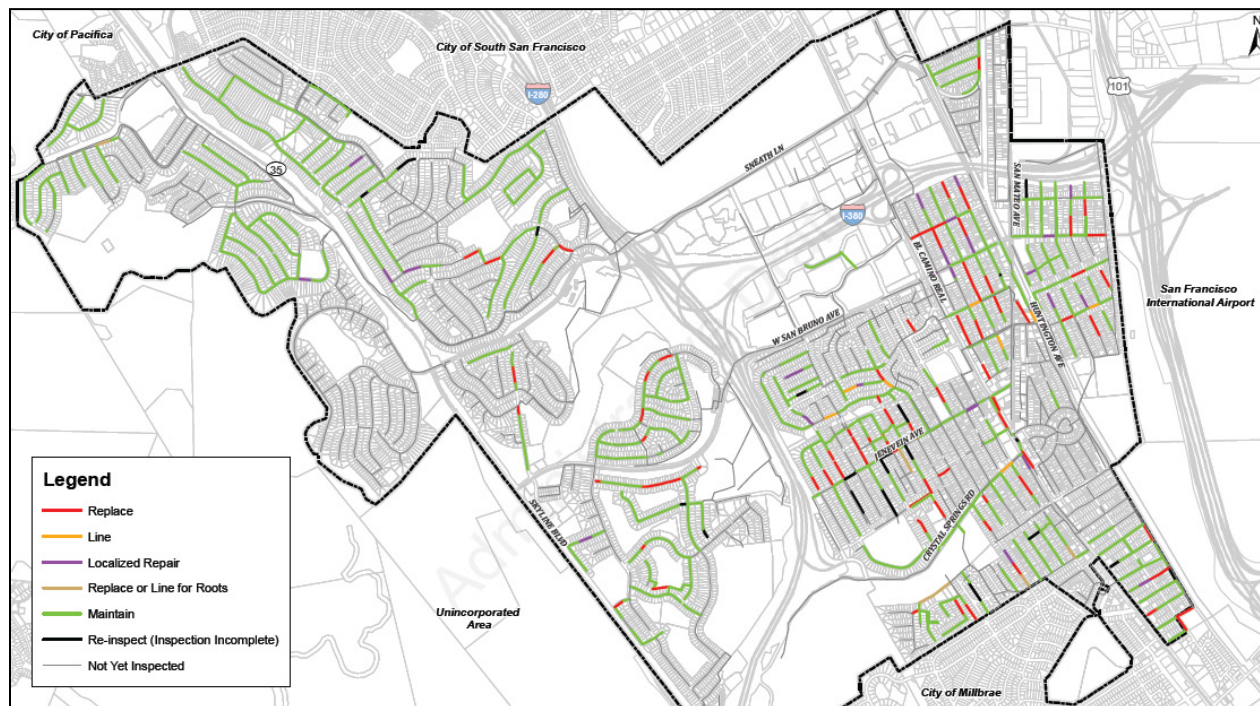 City of Pacifica
City of South San Francisco
N
I-280
101
35
SNEATH LN
SAN MATEO AVE
I-380
EL CAMINO REAL
San Francisco
International Airport
HUNTINGTON AVE
W SAN BRUNO AVE
JENEVEIN AVE
CRYSTAL SPRINGS RD
SKYLINE BLVD
Unincorporated
Area
City of Millbrae
Legend
Replace
Line
Localized Repair
Replace or Line for Roots
Maintain
Re-inspect (Inspection Incomplete)
Not Yet Inspected